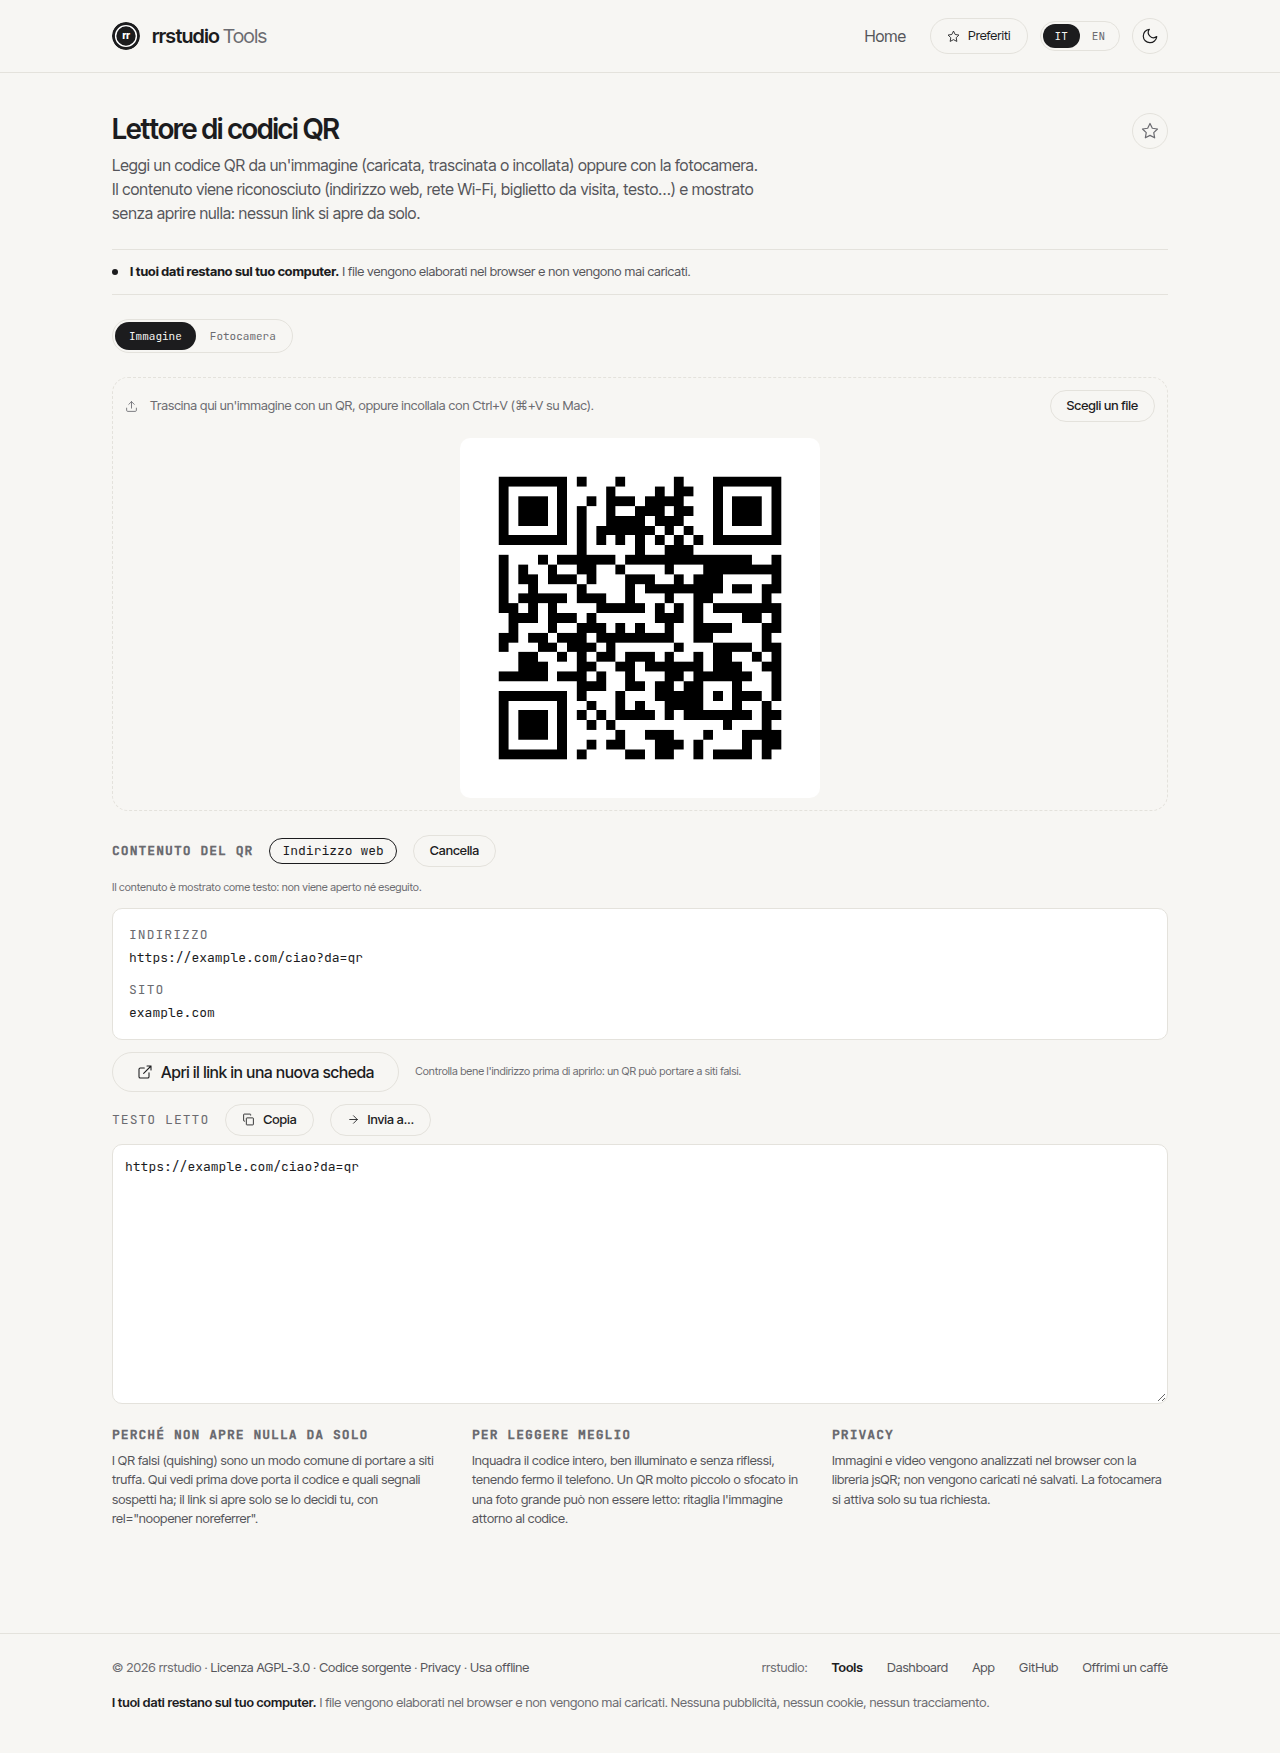 rr rrstudio Tools
Home
Preferiti
IT
EN
Lettore di codici QR
Leggi un codice QR da un'immagine (caricata, trascinata o incollata) oppure con la fotocamera.
Il contenuto viene riconosciuto (indirizzo web, rete Wi-Fi, biglietto da visita, testo…) e mostrato
senza aprire nulla: nessun link si apre da solo.
I tuoi dati restano sul tuo computer. I file vengono elaborati nel browser e non vengono mai caricati.
Immagine
Fotocamera
Trascina qui un'immagine con un QR, oppure incollala con Ctrl+V (⌘+V su Mac).
Scegli un file
CONTENUTO DEL QR
Indirizzo web
Cancella
Il contenuto è mostrato come testo: non viene aperto né eseguito.
INDIRIZZO
https://example.com/ciao?da=qr
SITO
example.com
Apri il link in una nuova scheda
Controlla bene l'indirizzo prima di aprirlo: un QR può portare a siti falsi.
TESTO LETTO
Copia
Invia a…
https://example.com/ciao?da=qr
PERCHÉ NON APRE NULLA DA SOLO
I QR falsi (quishing) sono un modo comune di portare a siti
truffa. Qui vedi prima dove porta il codice e quali segnali
sospetti ha; il link si apre solo se lo decidi tu, con
rel="noopener noreferrer".
PER LEGGERE MEGLIO
Inquadra il codice intero, ben illuminato e senza riflessi,
tenendo fermo il telefono. Un QR molto piccolo o sfocato in
una foto grande può non essere letto: ritaglia l'immagine
attorno al codice.
PRIVACY
Immagini e video vengono analizzati nel browser con la
libreria jsQR; non vengono caricati né salvati. La fotocamera
si attiva solo su tua richiesta.
© 2026 rrstudio · Licenza AGPL-3.0 · Codice sorgente · Privacy · Usa offline
rrstudio: Tools Dashboard App GitHub Offrimi un caffè
I tuoi dati restano sul tuo computer. I file vengono elaborati nel browser e non vengono mai caricati. Nessuna pubblicità, nessun cookie, nessun tracciamento.